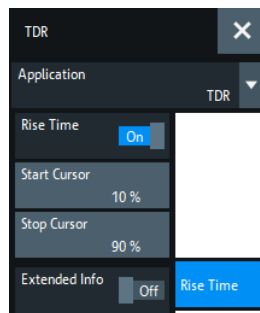 TDR
Application
TDR
Rise Time
On
Start Cursor
10 %
Stop Cursor
90 %
Extended Info
Off
Rise Time